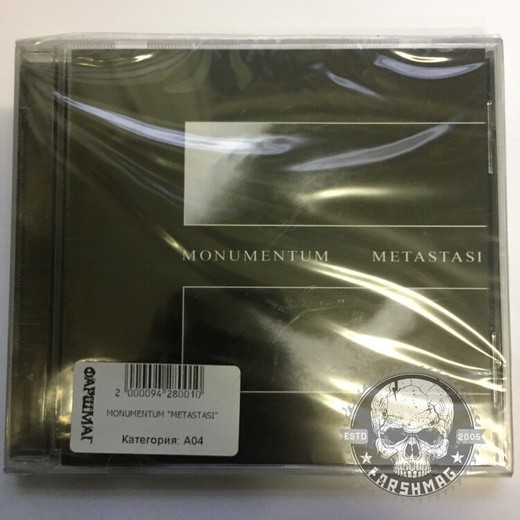 MONUMENTUM METASTASI
ФАРШМАГ
2 000094 280010
MONUMENTUM "METASTASI"
Категория: A04
ESTD 2005
FARSHMAG